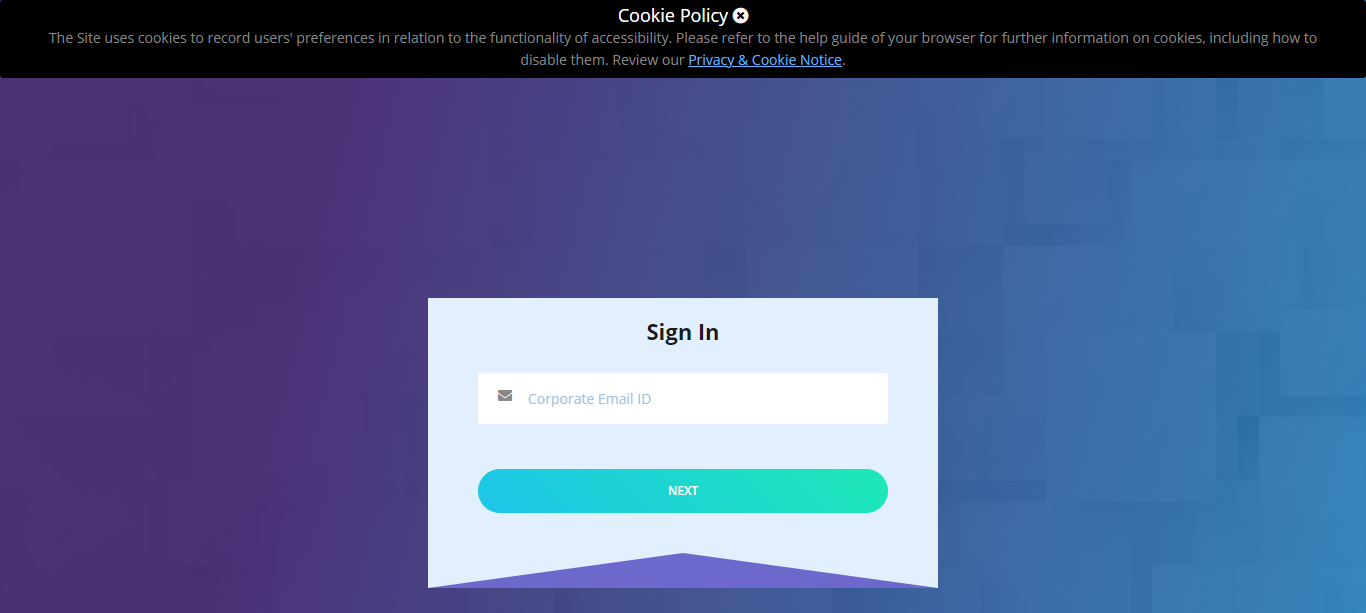 Cookie Policy
The Site uses cookies to record users' preferences in relation to the functionality of accessibility. Please refer to the help guide of your browser for further information on cookies, including how to
disable them. Review our Privacy & Cookie Notice.
Sign In
Corporate Email ID
NEXT